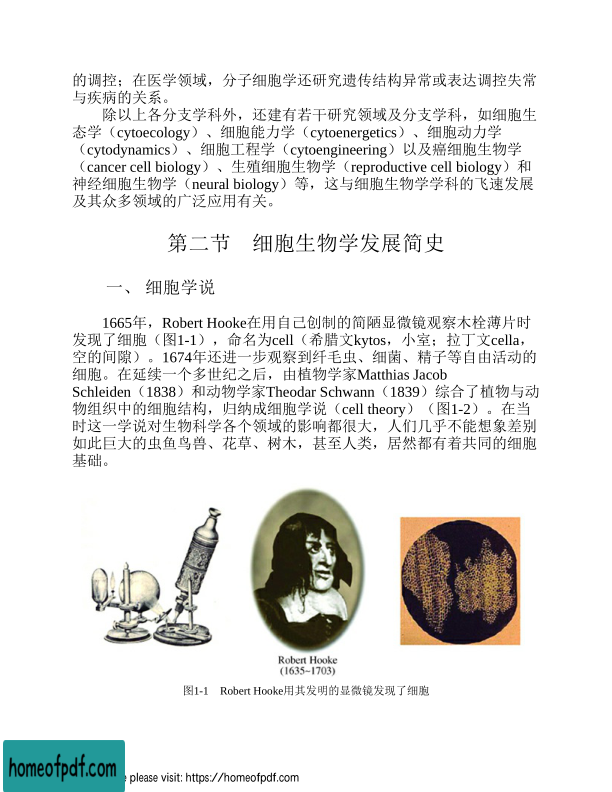 的调控；在医学领域，分子细胞学还研究遗传结构异常或表达调控失常
与疾病的关系。
除以上各分支学科外，还建有若干研究领域及分支学科，如细胞生
态学（cytoecology）、细胞能力学（cytoenergetics）、细胞动力学
（cytodynamics）、细胞工程学（cytoengineering）以及癌细胞生物学
（cancer cell biology）、生殖细胞生物学（reproductive cell biology）和
神经细胞生物学（neural biology）等，这与细胞生物学学科的飞速发展
及其众多领域的广泛应用有关。
第二节　细胞生物学发展简史
一、 细胞学说
1665年，Robert Hooke在用自己创制的简陋显微镜观察木栓薄片时
发现了细胞（图1-1），命名为cell（希腊文kytos，小室；拉丁文cella，
空的间隙）。1674年还进一步观察到纤毛虫、细菌、精子等自由活动的
细胞。在延续一个多世纪之后，由植物学家Matthias Jacob
Schleiden（1838）和动物学家Theodar Schwann（1839）综合了植物与动
物组织中的细胞结构，归纳成细胞学说（cell theory）（图1-2）。在当
时这一学说对生物科学各个领域的影响都很大，人们几乎不能想象差别
如此巨大的虫鱼鸟兽、花草、树木，甚至人类，居然都有着共同的细胞
基础。
Robert Hooke
(1635~1703)
图1-1　Robert Hooke用其发明的显微镜发现了细胞
homeofpdf.com
e please visit: https://homeofpdf.com